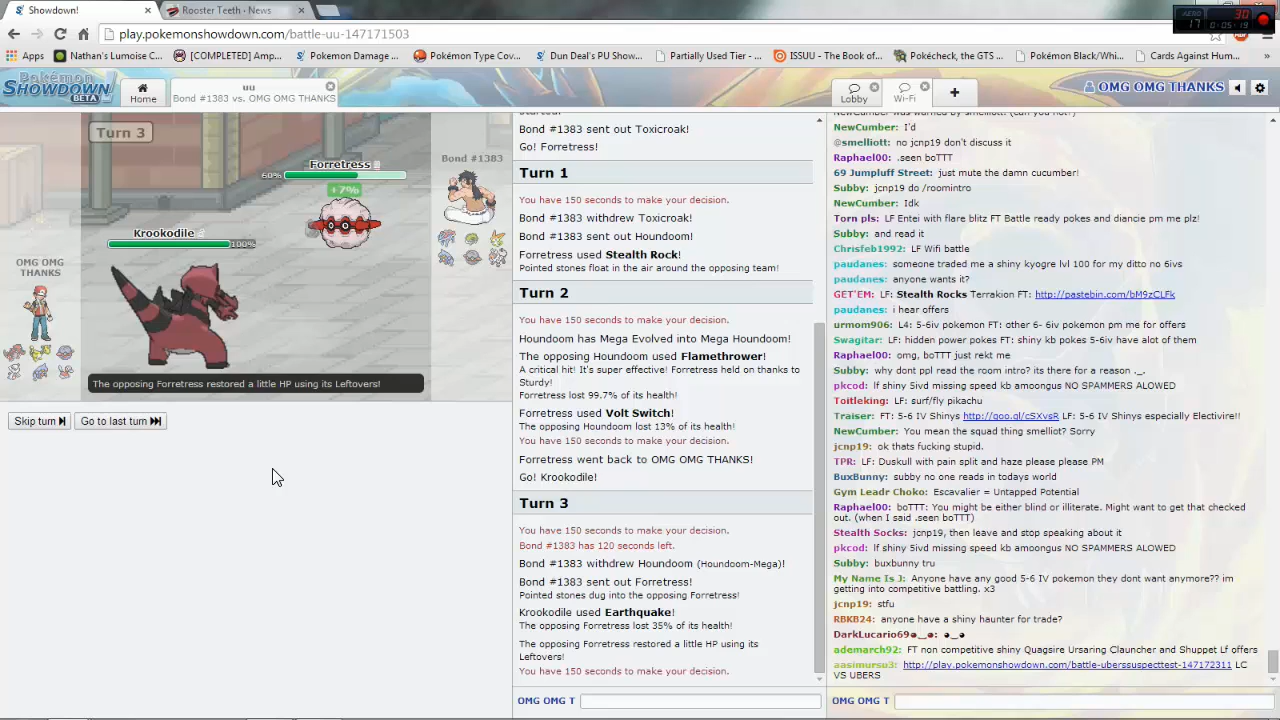 Showdown!
Rooster Teeth · News
play.pokemonshowdown.com/battle-uu-147171503
Apps
Nathan's Lumoise C...
[COMPLETED] Amp...
Pokemon Damage ...
Pokémon Type Cov...
Dun Deal's PU Show...
Partially Used Tier - ...
ISSUU - The Book of...
Pokécheck, the GTS ...
Pokémon Black/Whi...
Cards Against Hum...
»
AERO
17
30
0-05-19
Pokémon
Showdown
BETA
Home
uu
Bond #1383 vs. OMG OMG THANKS
Lobby
Wi-Fi
OMG OMG THANKS
Turn 3
Forretress
60%
+7%
Krookodile
100%
Bond #1383
OMG OMG
THANKS
The opposing Forretress restored a little HP using its Leftovers!
Skip turn
Go to last turn
Bond #1383 sent out Toxicroak!
Go! Forretress!
Turn 1
You have 150 seconds to make your decision.
Bond #1383 withdrew Toxicroak!
Bond #1383 sent out Houndoom!
Forretress used Stealth Rock!
Pointed stones float in the air around the opposing team!
Turn 2
You have 150 seconds to make your decision.
Houndoom has Mega Evolved into Mega Houndoom!
The opposing Houndoom used Flamethrower!
A critical hit! It's super effective! Forretress held on thanks to
Sturdy!
Forretress lost 99.7% of its health!
Forretress used Volt Switch!
The opposing Houndoom lost 13% of its health!
You have 150 seconds to make your decision.
Forretress went back to OMG OMG THANKS!
Go! Krookodile!
Turn 3
You have 150 seconds to make your decision.
Bond #1383 has 120 seconds left.
Bond #1383 withdrew Houndoom (Houndoom-Mega)!
Bond #1383 sent out Forretress!
Pointed stones dug into the opposing Forretress!
Krookodile used Earthquake!
The opposing Forretress lost 35% of its health!
The opposing Forretress restored a little HP using its
Leftovers!
You have 150 seconds to make your decision.
OMG OMG T
NewCumber: I'd
@smelliott: no jcnp19 don't discuss it
Raphael00: .seen boTTT
69 Jumpluff Street: just mute the damn cucumber!
Subby: jcnp19 do /roomintro
NewCumber: Idk
Torn pls: LF Entei with flare blitz FT Battle ready pokes and diancie pm me plz!
Subby: and read it
Chrisfeb1992: LF Wifi battle
paudanes: someone traded me a shiny kyogre lvl 100 for my ditto no 6ivs
paudanes: anyone wants it?
GET'EM: LF: Stealth Rocks Terrakion FT: http://pastebin.com/bM9zCLFk
paudanes: i hear offers
urmom906: L4: 5-6iv pokemon FT: other 6- 6iv pokemon pm me for offers
Swagitar: LF: hidden power pokes FT: shiny kb pokes 5-6iv have alot of them
Raphael00: omg, boTTT just rekt me
Subby: why dont ppl read the room intro? its there for a reason ._.
pkcod: lf shiny 5ivd missing speed kb amoongus NO SPAMMERS ALOWED
Toitleking: LF: surf/fly pikachu
Traiser: FT: 5-6 IV Shinys http://goo.gl/cSXvsR LF: 5-6 IV Shinys especially Electivire!!
NewCumber: You mean the squad thing smelliot? Sorry
jcnp19: ok thats fucking stupid.
TPR: LF: Duskull with pain split and haze please please PM
BuxBunny: subby no one reads in todays world
Gym Leadr Choko: Escavalier = Untapped Potential
Raphael00: boTTT: You might be either blind or illiterate. Might want to get that checked
out. (when I said .seen boTTT)
Stealth Socks: jcnp19, then leave and stop speaking about it
pkcod: lf shiny 5ivd missing speed kb amoongus NO SPAMMERS ALOWED
Subby: buxbunny tru
My Name Is J: Anyone have any good 5-6 IV pokemon they dont want anymore?? im
getting into competitive battling. x3
jcnp19: stfu
RBKB24: anyone have a shiny haunter for trade?
DarkLucario69◕‿◕: ◕_◕
ademarch92: FT non competitive shiny Quagsire Ursaring Clauncher and Shuppet Lf offers
aasimursu3: http://play.pokemonshowdown.com/battle-uberssuspecttest-147172311 LC
VS UBERS
OMG OMG T